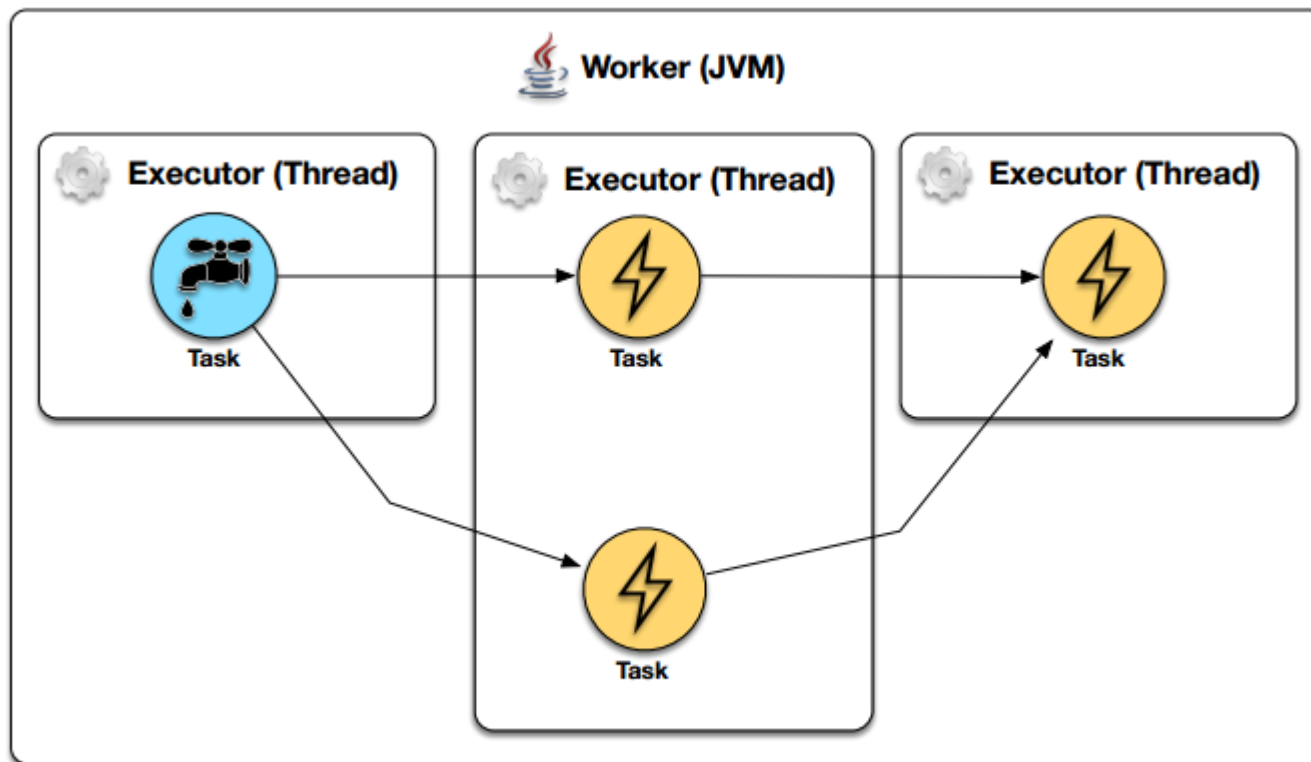 Worker (JVM)
Executor (Thread)
Executor (Thread)
Executor (Thread)
Task
Task
Task
Task